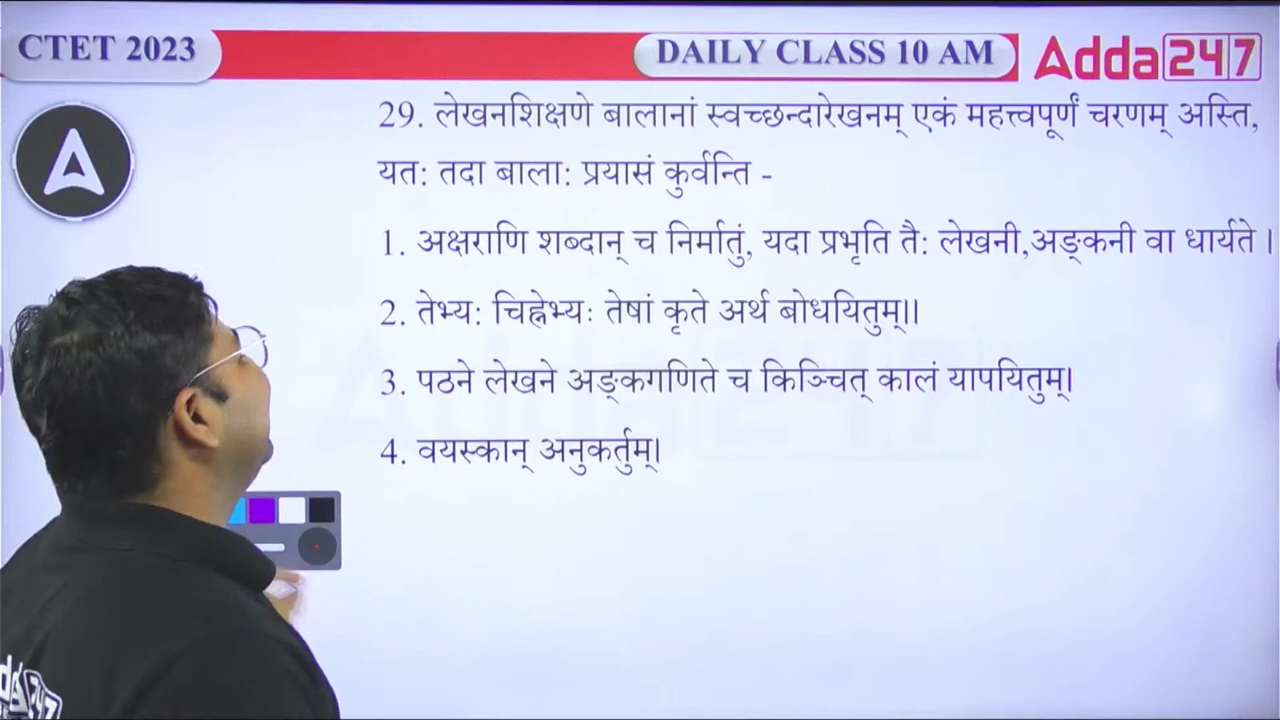 CTET 2023
DAILY CLASS 10 AM
Adda247
29. लेखनशिक्षणे बालानां स्वच्छन्दारेखनम् एकं महत्त्वपूर्णं चरणम् अस्ति,
यत: तदा बाला: प्रयासं कुर्वन्ति -
1. अक्षराणि शब्दान् च निर्मातुं, यदा प्रभृति तै: लेखनी,अङ्कनी वा धार्यते।
2. तेभ्य: चिह्नेभ्यः तेषां कृते अर्थ बोधयितुम्।।
3. पठने लेखने अङ्कगणिते च किञ्चित् कालं यापयितुम्।
4. वयस्कान् अनुकर्तुम्।